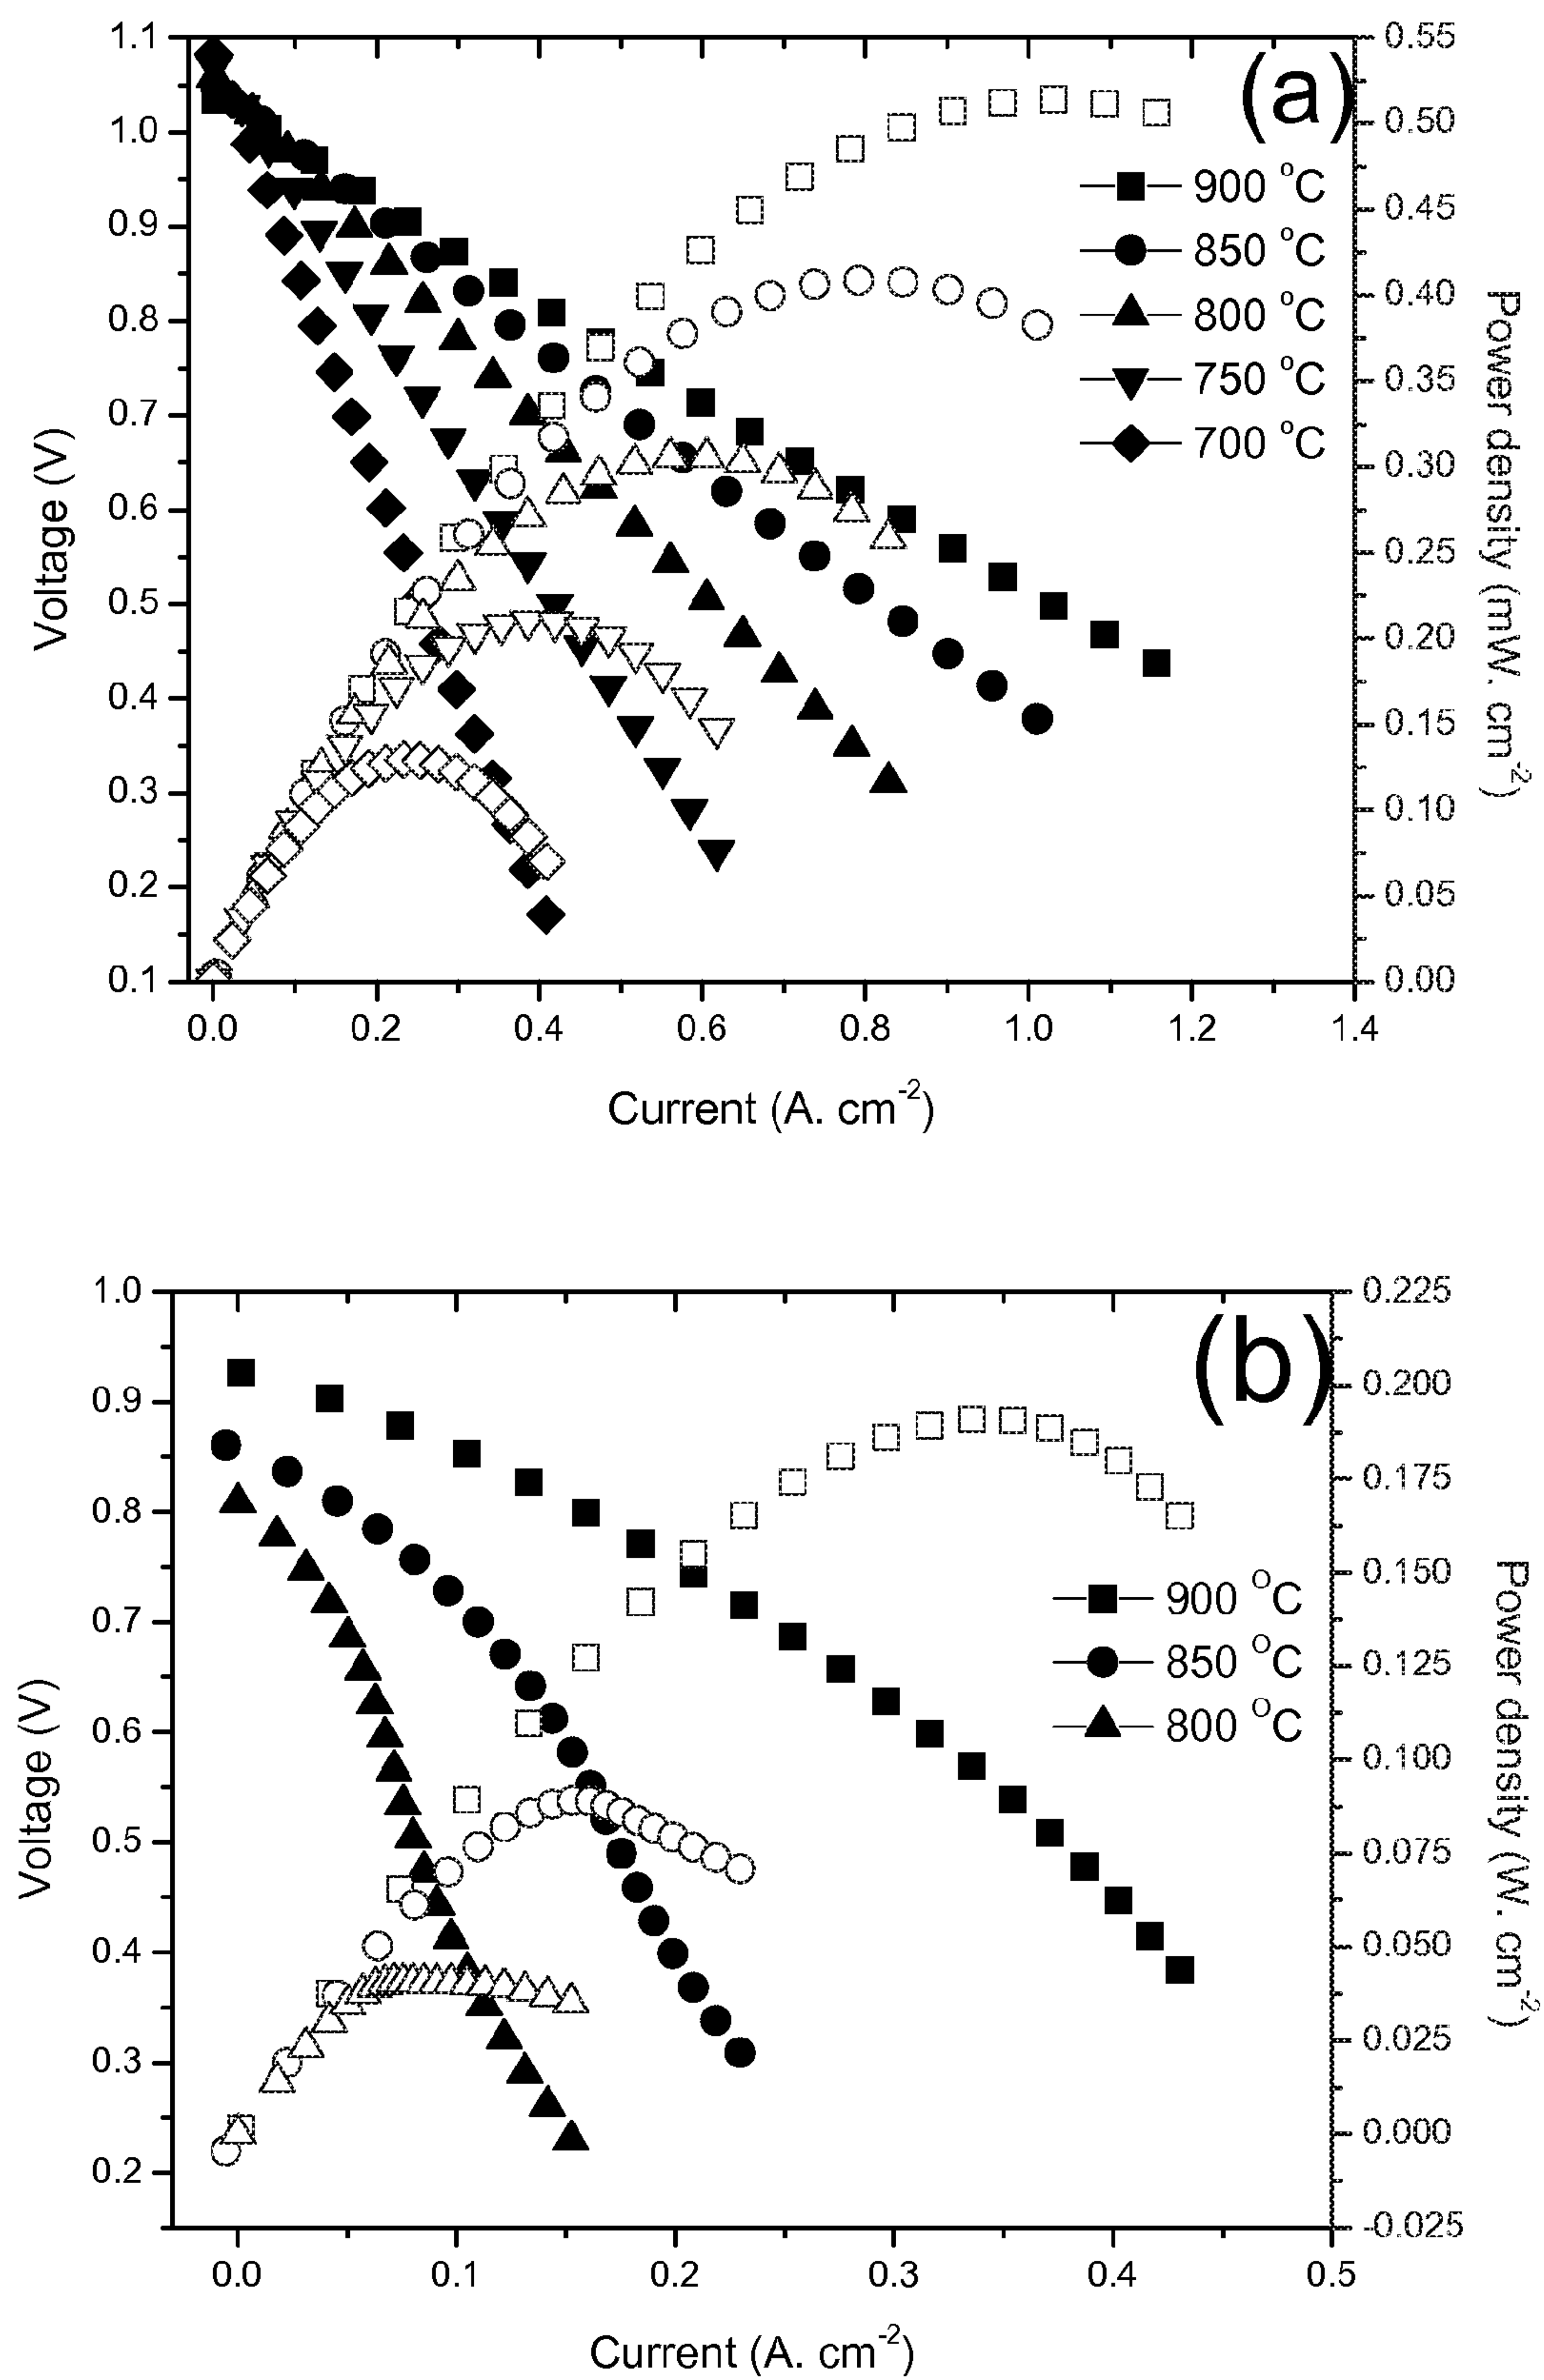 (a)
1.1
1.0
0.9
0.8
0.7
0.6
0.5
0.4
0.3
0.2
0.1
Voltage (V)
0.55
0.50
0.45
0.40
0.35
0.30
0.25
0.20
0.15
0.10
0.05
0.00
Power density (mW. cm⁻²)
900 °C
850 °C
800 °C
750 °C
700 °C
0.0 0.2 0.4 0.6 0.8 1.0 1.2 1.4
Current (A. cm⁻²)
(b)
1.0
0.9
0.8
0.7
0.6
0.5
0.4
0.3
0.2
Voltage (V)
0.225
0.200
0.175
0.150
0.125
0.100
0.075
0.050
0.025
0.000
-0.025
Power density (W. cm⁻²)
900 °C
850 °C
800 °C
0.0 0.1 0.2 0.3 0.4 0.5
Current (A. cm⁻²)